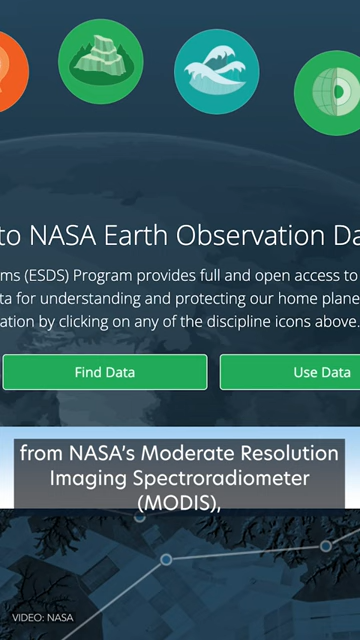 to NASA Earth Observation Da
ms (ESDS) Program provides full and open access to
ta for understanding and protecting our home plane
ation by clicking on any of the discipline icons above.
Find Data
Use Data
from NASA's Moderate Resolution
Imaging Spectroradiometer
(MODIS),
VIDEO: NASA